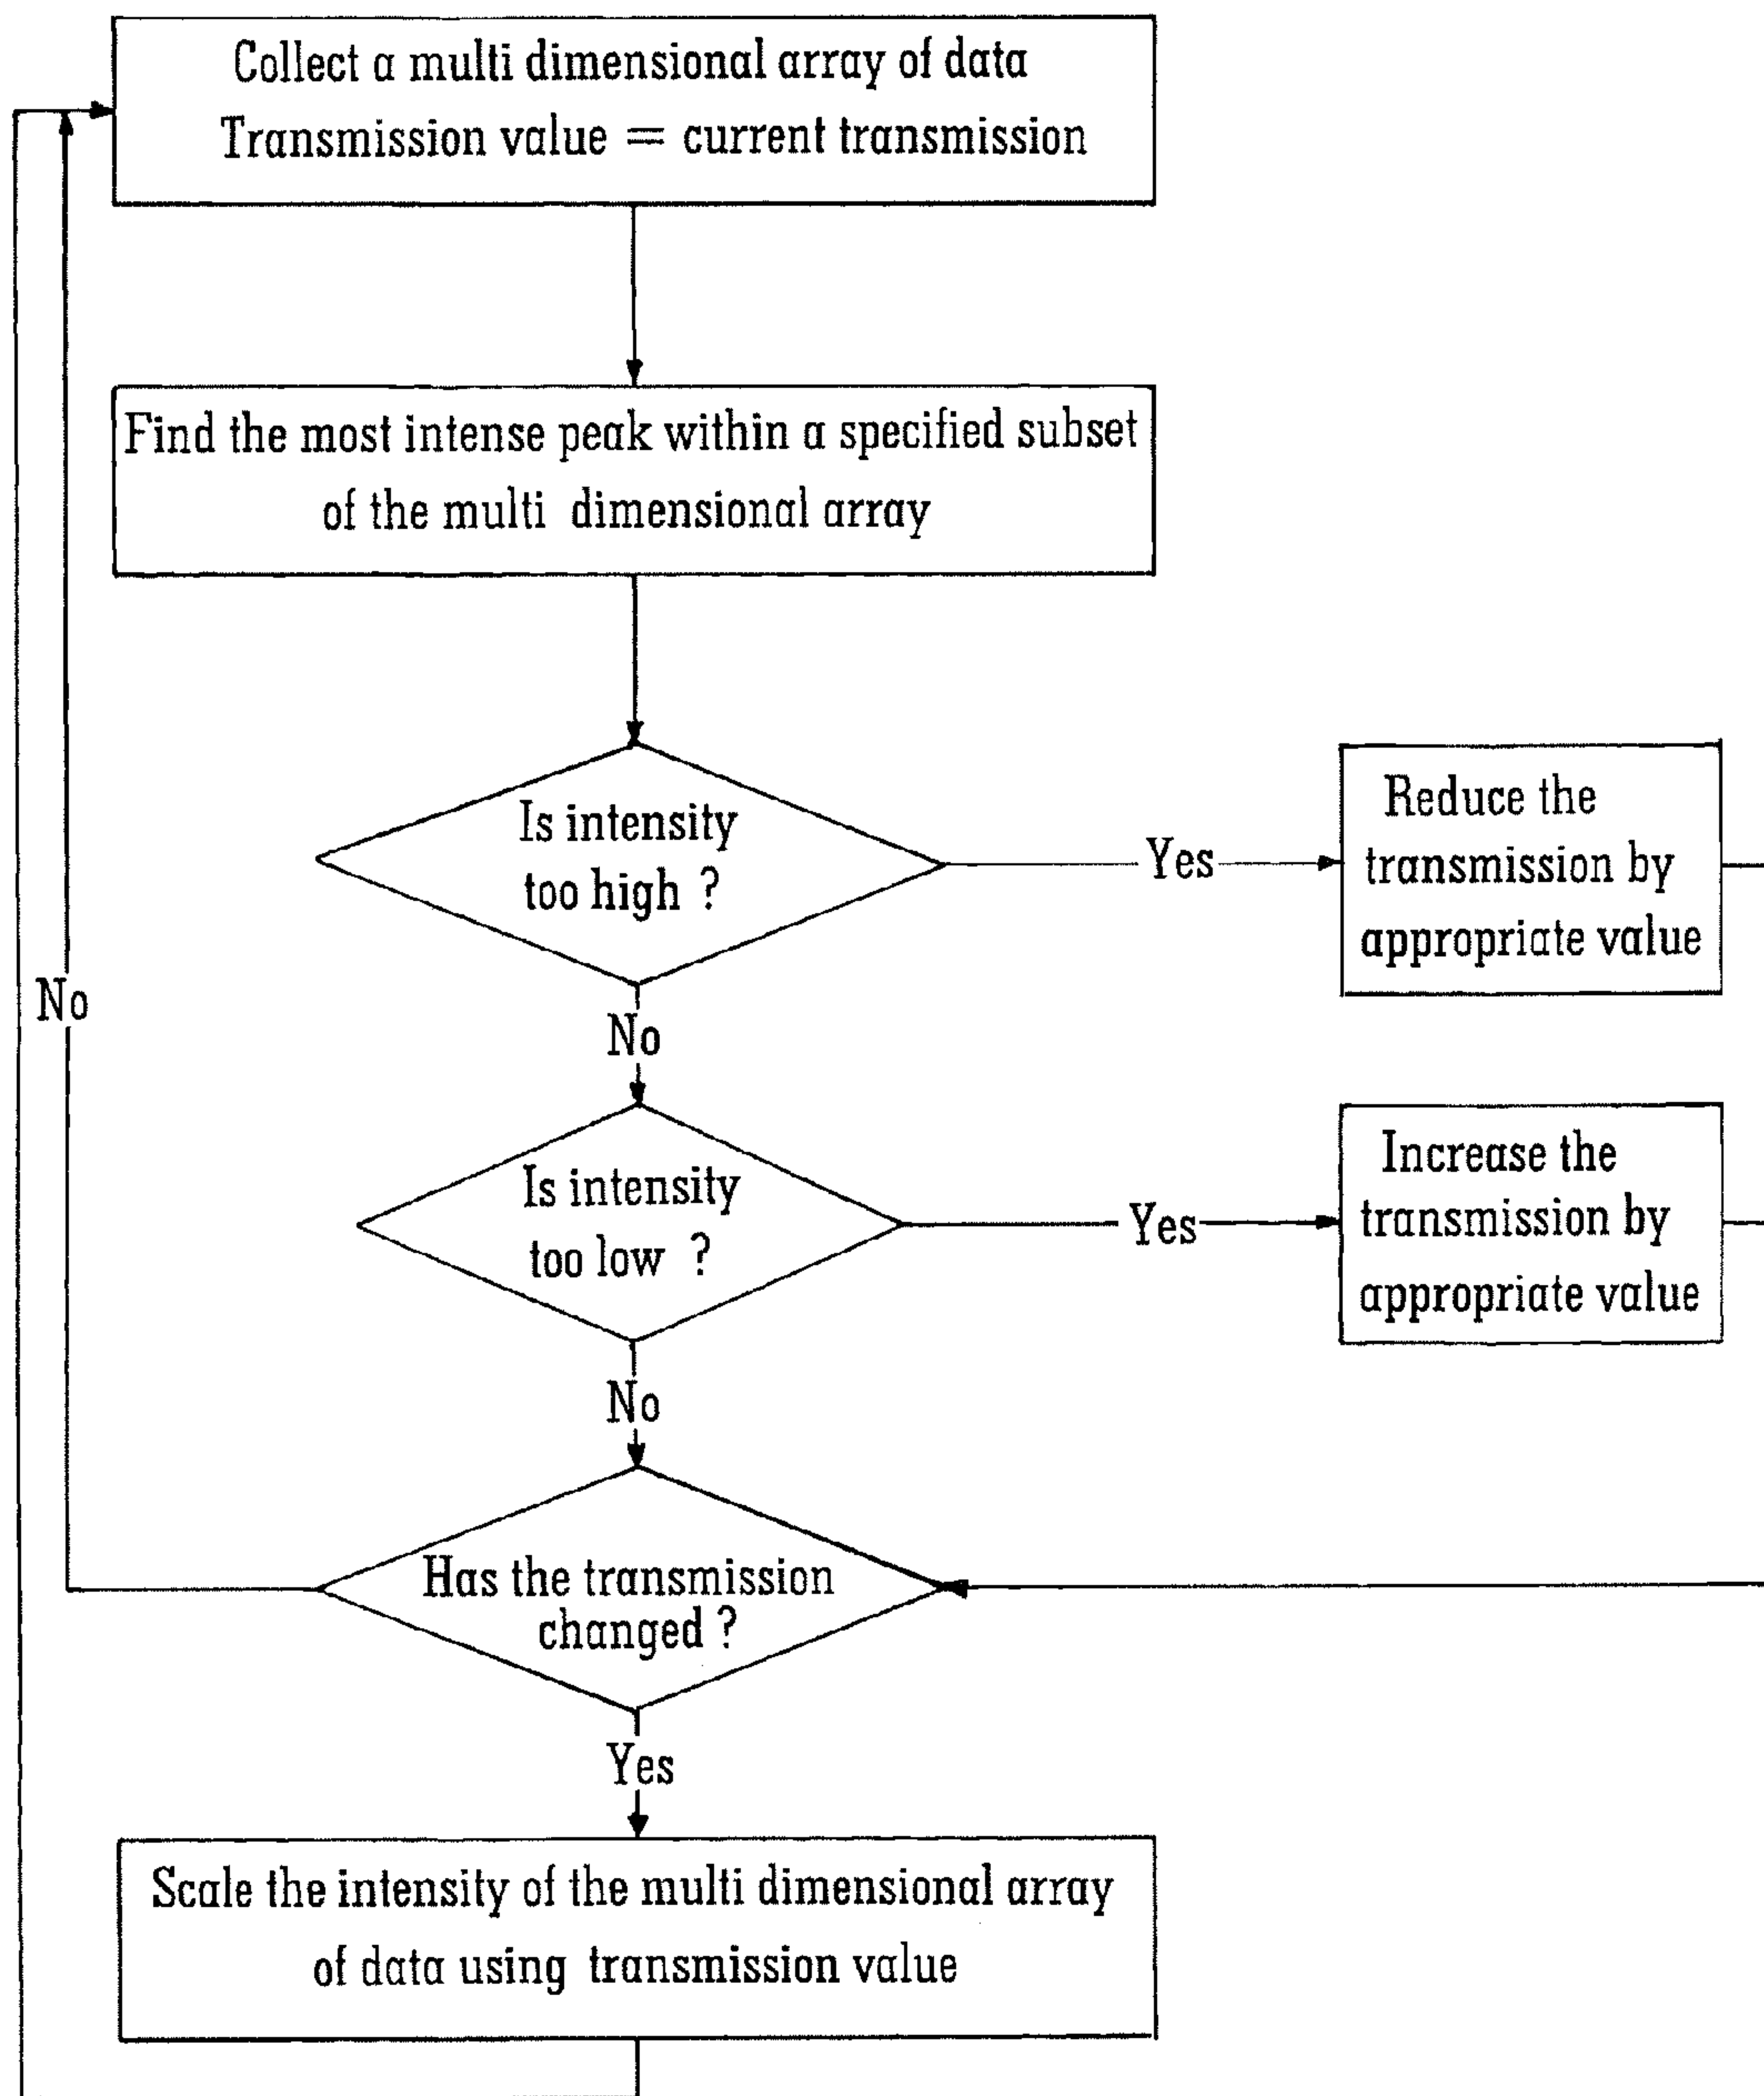 Collect a multi dimensional array of data
Transmission value = current transmission
Find the most intense peak within a specified subset
of the multi dimensional array
Is intensity
too high ?
Yes
Reduce the
transmission by
appropriate value
No
No
Is intensity
too low ?
Yes
Increase the
transmission by
appropriate value
No
Has the transmission
changed ?
Yes
Scale the intensity of the multi dimensional array
of data using transmission value